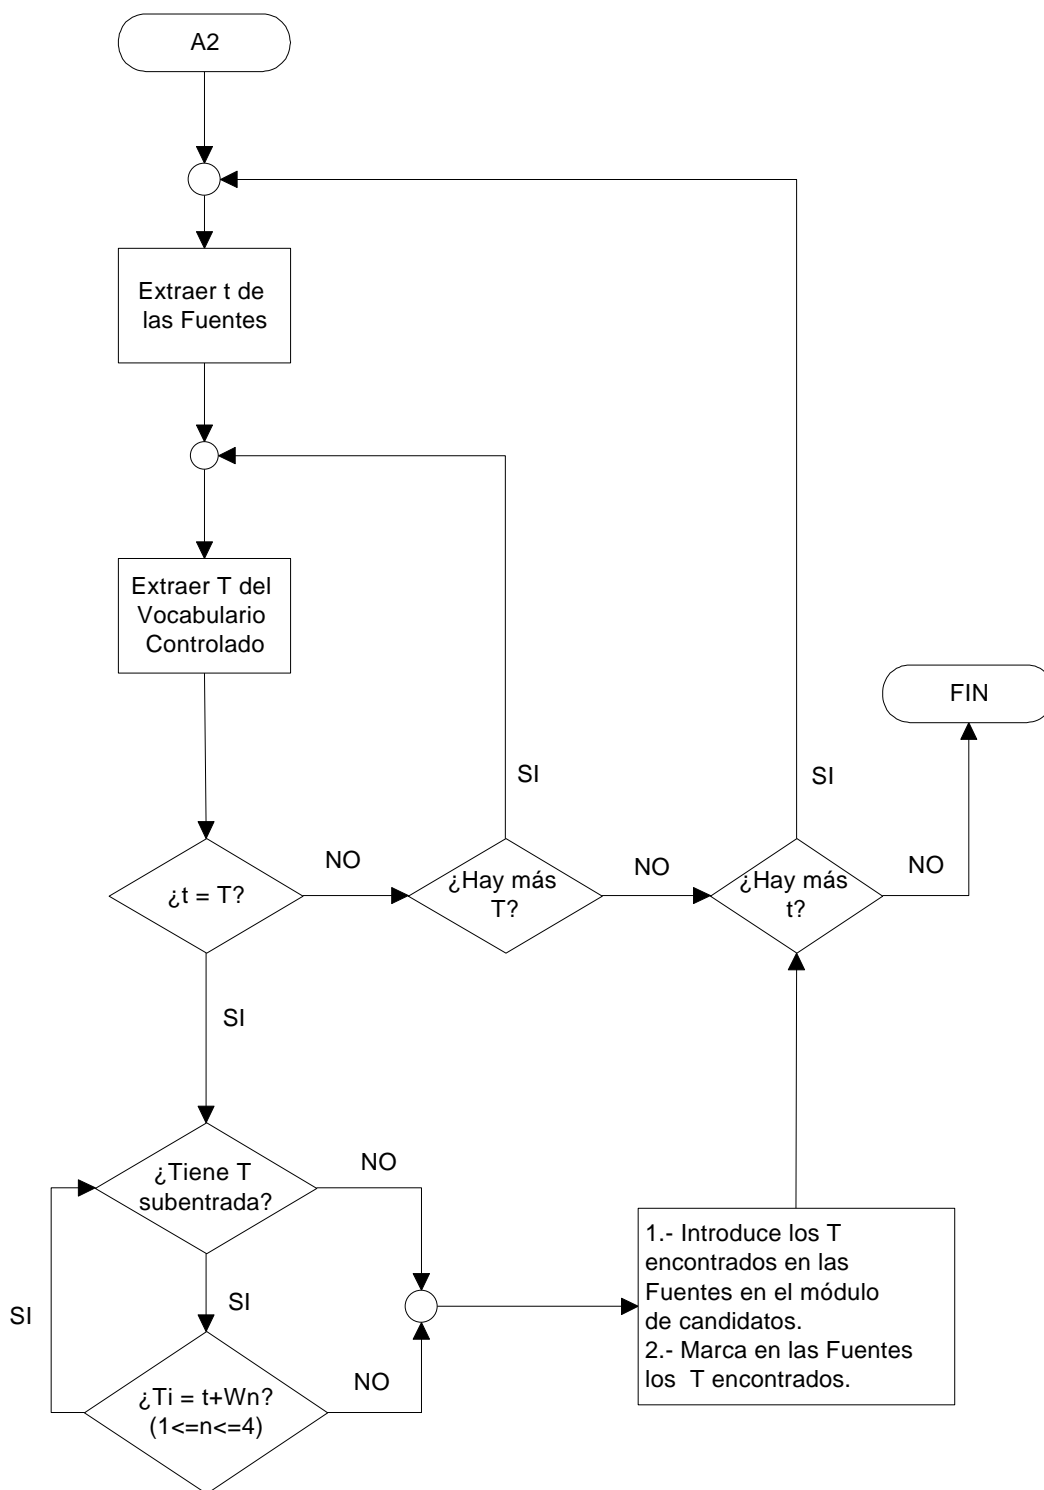 A2
Extraer t de
las Fuentes
Extraer T del
Vocabulario
Controlado
FIN
SI
SI
¿t = T?
NO
¿Hay más
T?
NO
¿Hay más
t?
NO
SI
¿Tiene T
subentrada?
NO
SI
SI
¿Ti = t+Wn?
(1<=n<=4)
NO
1.- Introduce los T
encontrados en las
Fuentes en el módulo
de candidatos.
2.- Marca en las Fuentes
los T encontrados.